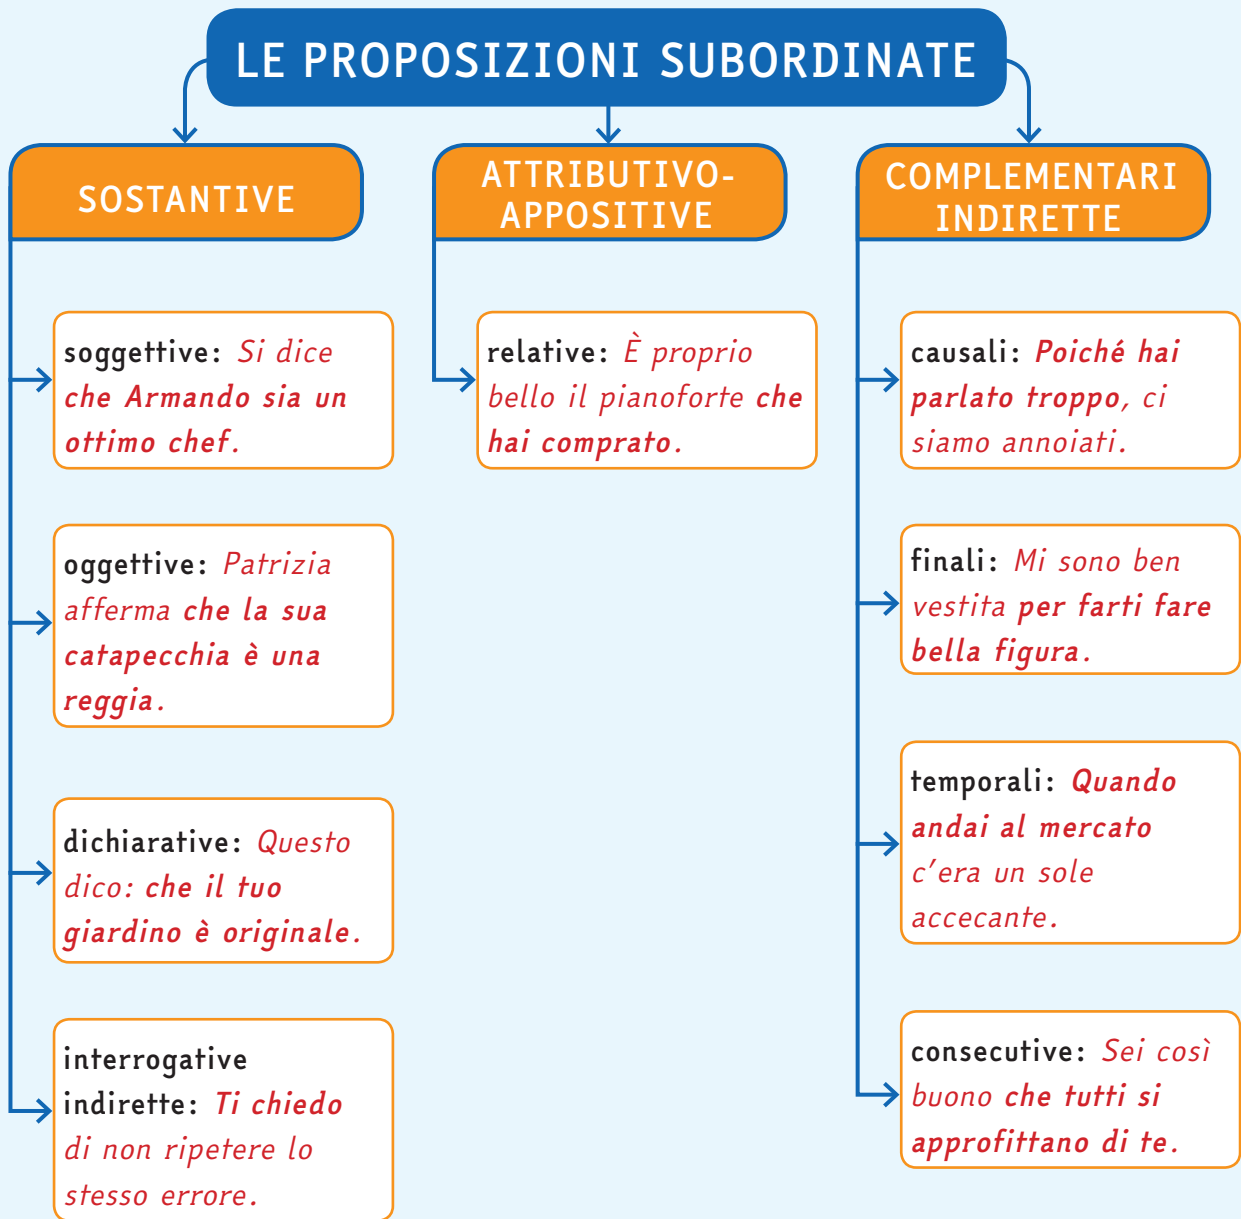 LE PROPOSIZIONI SUBORDINATE
SOSTANTIVE
soggettive: Si dice
che Armando sia un
ottimo chef.
oggettive: Patrizia
afferma che la sua
catapecchia è una
reggia.
dichiarative: Questo
dico: che il tuo
giardino è originale.
interrogative
indirette: Ti chiedo
di non ripetere lo
stesso errore.
ATTRIBUTIVO-
APPOSITIVE
relative: È proprio
bello il pianoforte che
hai comprato.
COMPLEMENTARI
INDIRETTE
causali: Poiché hai
parlato troppo, ci
siamo annoiati.
finali: Mi sono ben
vestita per farti fare
bella figura.
temporali: Quando
andai al mercato
c'era un sole
accecante.
consecutive: Sei così
buono che tutti si
approfittano di te.